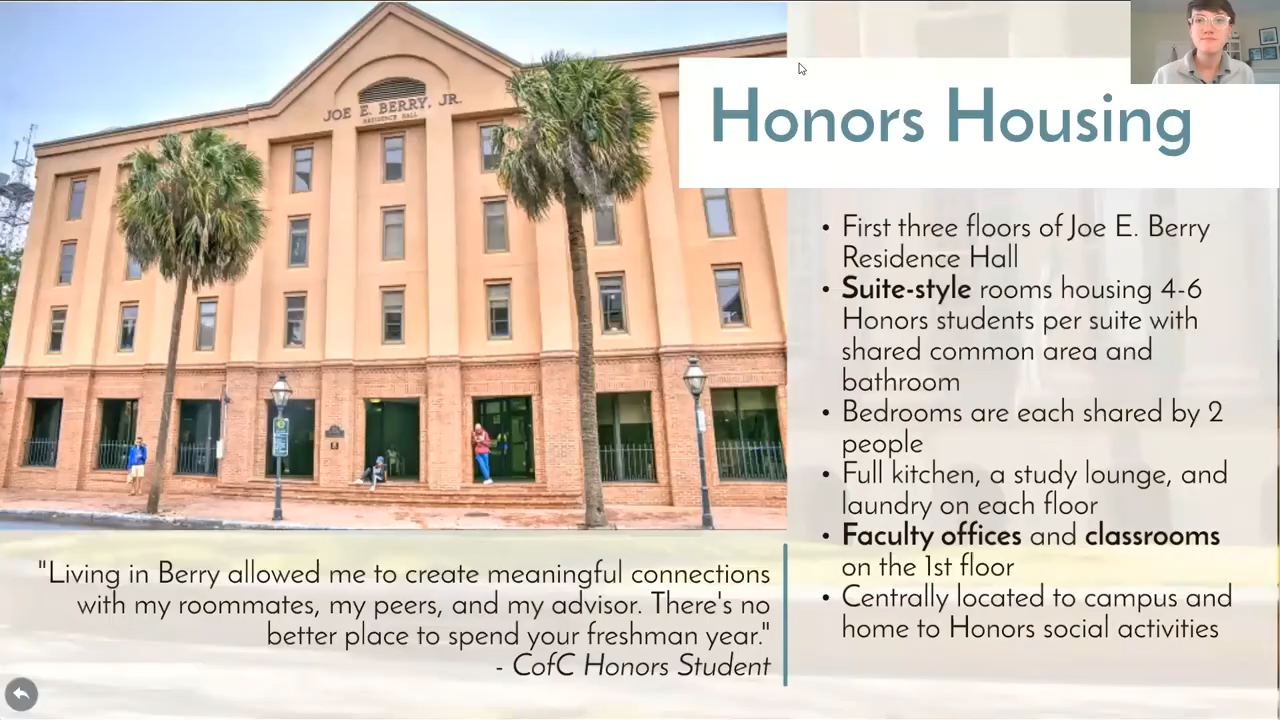 JOE E. BERRY, JR.
RESIDENCE HALL
Honors Housing
• First three floors of Joe E. Berry
Residence Hall
• Suite-style rooms housing 4-6
Honors students per suite with
shared common area and
bathroom
• Bedrooms are each shared by 2
people
• Full kitchen, a study lounge, and
laundry on each floor
• Faculty offices and classrooms
on the 1st floor
• Centrally located to campus and
home to Honors social activities
"Living in Berry allowed me to create meaningful connections
with my roommates, my peers, and my advisor. There's no
better place to spend your freshman year."
- CofC Honors Student